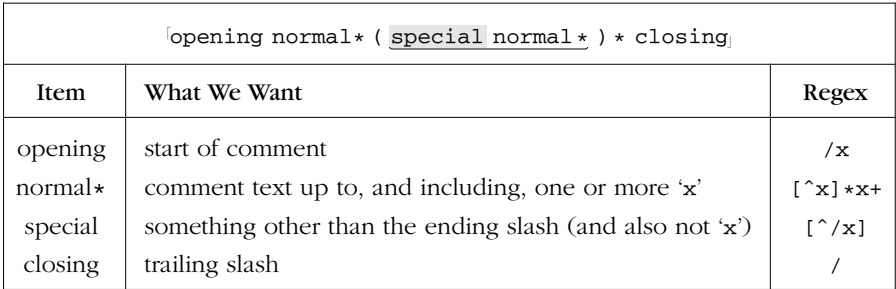 ⌈opening normal* ( special normal* ) * closing⌋
Item What We Want Regex
opening start of comment /x
normal* comment text up to, and including, one or more ‘x’ [^x]*x+
special something other than the ending slash (and also not ‘x’) [^/x]
closing trailing slash /